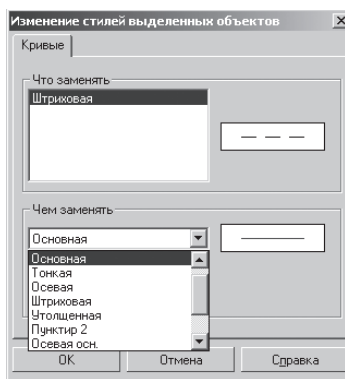 Изменение стилей выделенных объектов
Кривые
Что заменять
Штриховая
Чем заменять
Основная
Основная
Тонкая
Осевая
Штриховая
Утолщенная
Пунктир 2
Осевая осн.
OK
Отмена
Справка